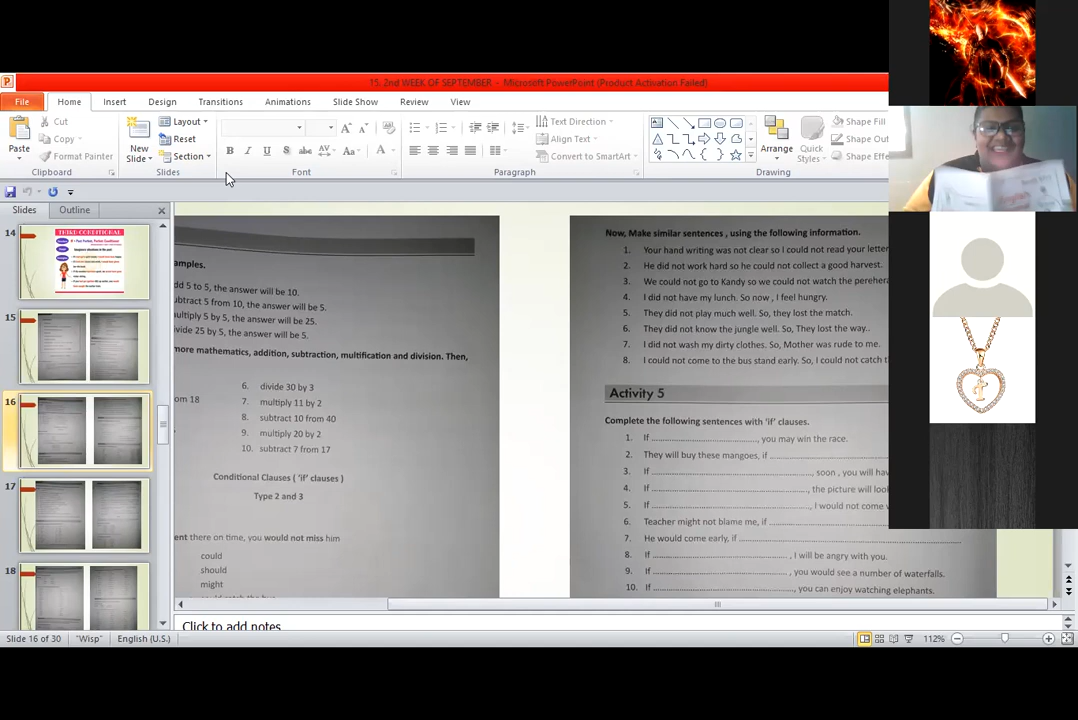 15. 2nd WEEK OF SEPTEMBER - Microsoft PowerPoint (Product Activation Failed)
File Home Insert Design Transitions Animations Slide Show Review View
Cut
Copy
Format Painter
Paste
Clipboard
New
Slide
Layout
Reset
Section
Slides
Font
Text Direction
Align Text
Convert to SmartArt
Paragraph
Arrange
Quick
Styles
Shape Fill
Shape Out
Shape Effe
Drawing
Slides Outline
14
THIRD CONDITIONAL
15
16
17
18
amples.
dd 5 to 5, the answer will be 10.
ubtract 5 from 10, the answer will be 5.
multiply 5 by 5, the answer will be 25.
vide 25 by 5, the answer will be 5.
more mathematics, addition, subtraction, multification and division. Then,
6. divide 30 by 3
om 18 7. multiply 11 by 2
8. subtract 10 from 40
9. multiply 20 by 2
10. subtract 7 from 17
Conditional Clauses ( 'if' clauses )
Type 2 and 3
ent there on time, you would not miss him
could
should
might
Now, Make similar sentences , using the following information.
1. Your hand writing was not clear so I could not read your letter
2. He did not work hard so he could not collect a good harvest.
3. We could not go to Kandy so we could not watch the perehera
4. I did not have my lunch. So now , I feel hungry.
5. They did not play much well. So, they lost the match.
6. They did not know the jungle well. So, They lost the way..
7. I did not wash my dirty clothes. So, Mother was rude to me.
8. I could not come to the bus stand early. So, I could not catch t
Activity 5
Complete the following sentences with 'if' clauses.
1. If ................................, you may win the race.
2. They will buy these mangoes, if ................................
3. If ................................, soon , you will hav
4. If ................................, the picture will look
5. If ................................, I would not come
6. Teacher might not blame me, if ................................
7. He would come early, if ................................
8. If ................................, I will be angry with you.
9. If ................................, you would see a number of waterfalls.
10. If ................................, you can enjoy watching elephants.
Click to add notes
Slide 16 of 30 "Wisp" English (U.S.) 112%